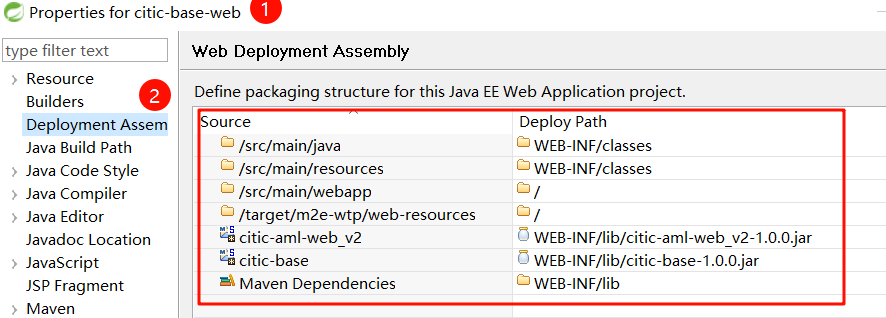 Properties for citic-base-web
1
type filter text
Resource
Builders
2
Deployment Assem
Java Build Path
Java Code Style
Java Compiler
Java Editor
Javadoc Location
JavaScript
JSP Fragment
Maven
Web Deployment Assembly
Define packaging structure for this Java EE Web Application project.
Source Deploy Path
/src/main/java WEB-INF/classes
/src/main/resources WEB-INF/classes
/src/main/webapp /
/target/m2e-wtp/web-resources /
citic-aml-web_v2 WEB-INF/lib/citic-aml-web_v2-1.0.0.jar
citic-base WEB-INF/lib/citic-base-1.0.0.jar
Maven Dependencies WEB-INF/lib